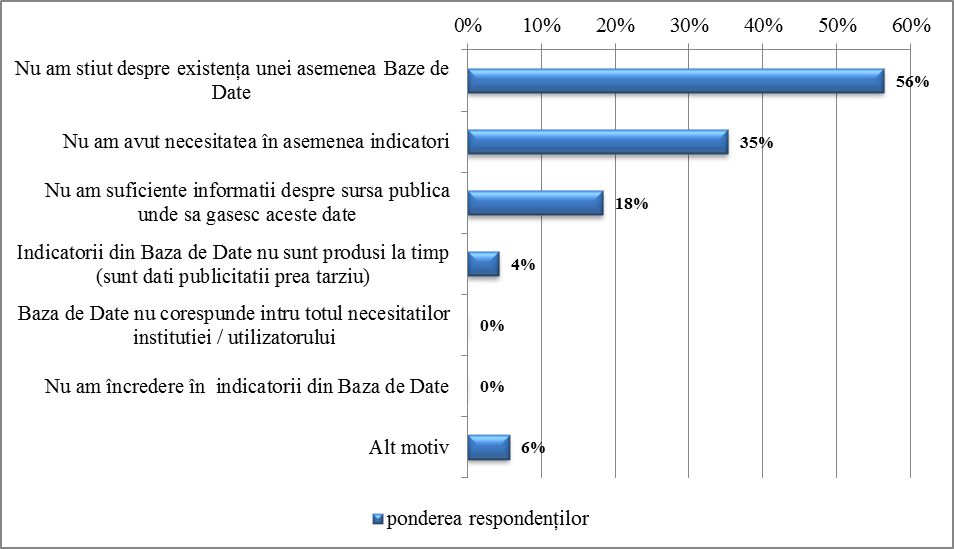 0% 10% 20% 30% 40% 50% 60%
Nu am stiut despre existența unei asemenea Baze de
Date
56%
Nu am avut necesitatea în asemenea indicatori
35%
Nu am suficiente informatii despre sursa publica
unde sa gasesc aceste date
18%
Indicatorii din Baza de Date nu sunt produsi la timp
(sunt dati publicitatii prea tarziu)
4%
Baza de Date nu corespunde intru totul necesitatilor
institutiei / utilizatorului
0%
Nu am încredere în indicatorii din Baza de Date
0%
Alt motiv
6%
ponderea respondenților